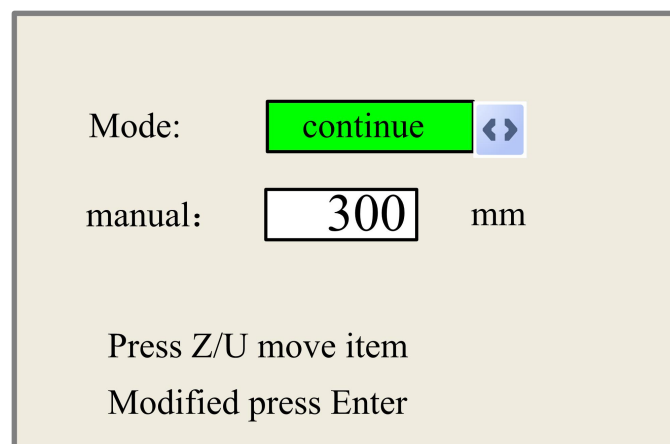 Mode: continue
manual： 300 mm
Press Z/U move item
Modified press Enter